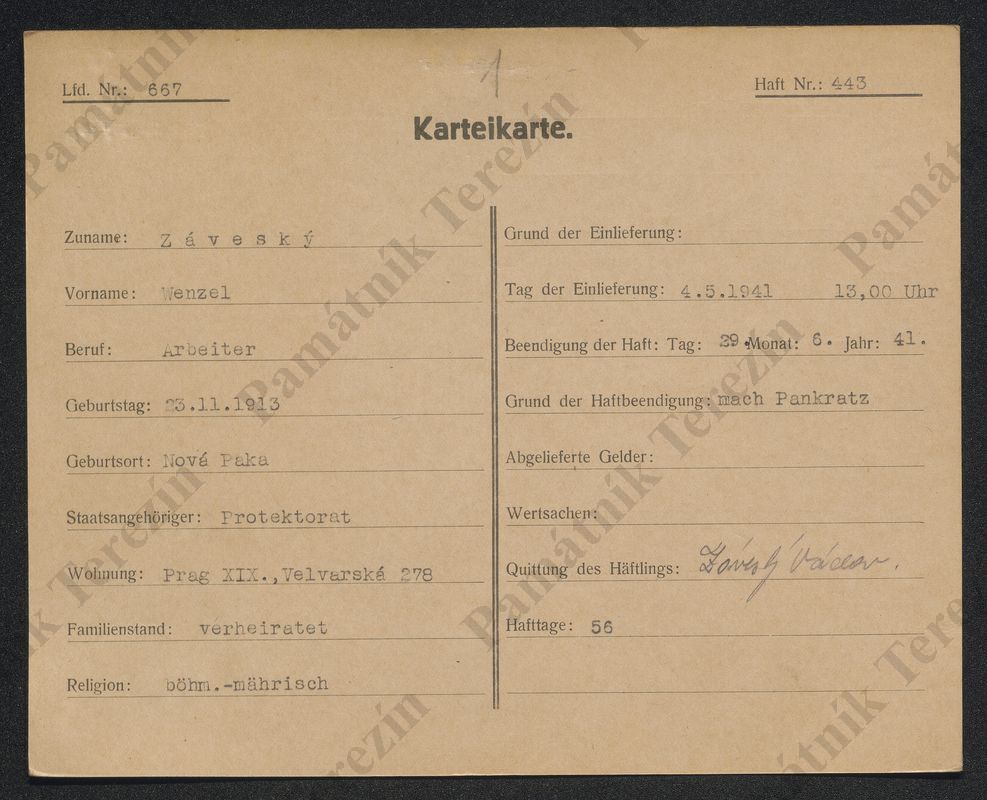 1
Lfd. Nr.: 667
Haft Nr.: 443
Karteikarte.
Zuname: Záveský
Vorname: Wenzel
Beruf: Arbeiter
Geburtstag: 23.11.1913
Geburtsort: Nová Paka
Staatsangehöriger: Protektorat
Wohnung: Prag XIX., Velvarská 278
Familienstand: verheiratet
Religion: böhm.-mährisch
Grund der Einlieferung:
Tag der Einlieferung: 4.5.1941 13,00 Uhr
Beendigung der Haft: Tag: 29. Monat: 6. Jahr: 41.
Grund der Haftbeendigung: mach Pankratz
Abgelieferte Gelder:
Wertsachen:
Quittung des Häftlings: Záveský Václav.
Hafttage: 56
Památník Terezín